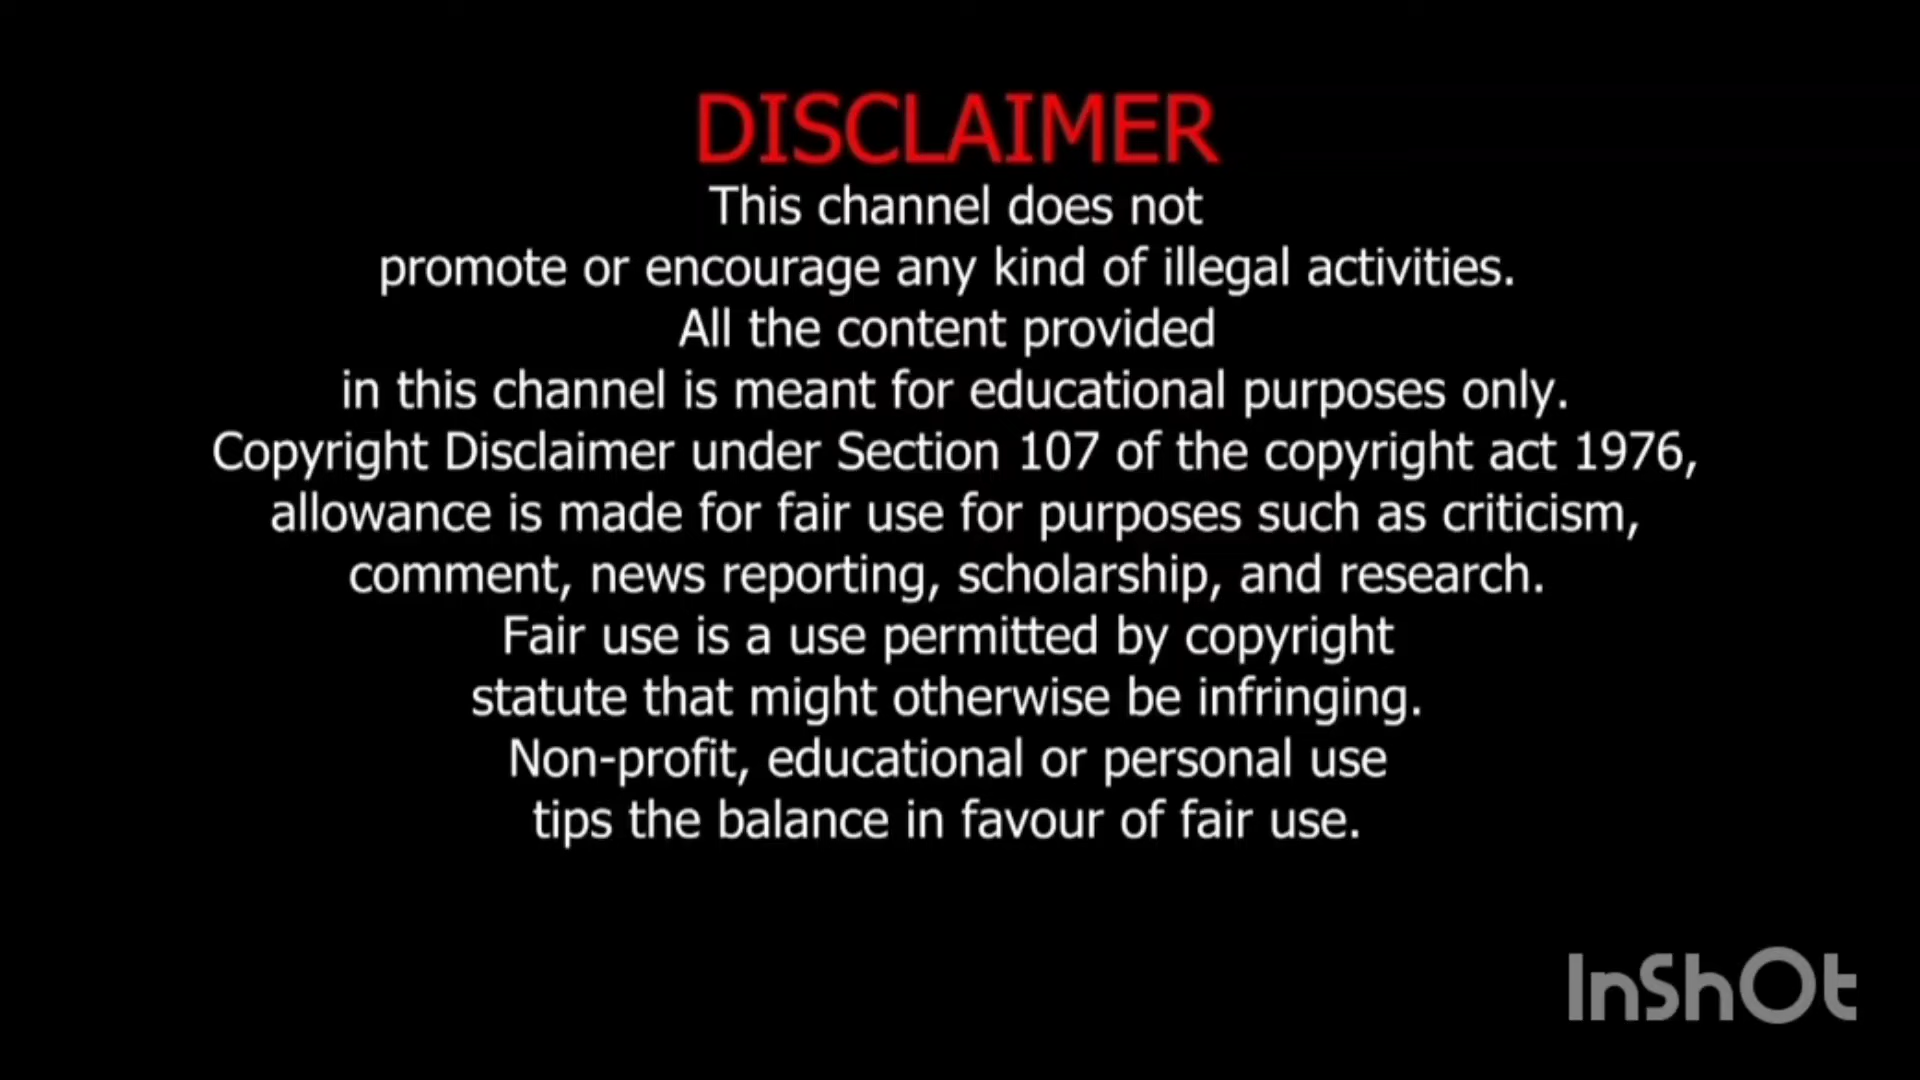 DISCLAIMER
This channel does not
promote or encourage any kind of illegal activities.
All the content provided
in this channel is meant for educational purposes only.
Copyright Disclaimer under Section 107 of the copyright act 1976,
allowance is made for fair use for purposes such as criticism,
comment, news reporting, scholarship, and research.
Fair use is a use permitted by copyright
statute that might otherwise be infringing.
Non-profit, educational or personal use
tips the balance in favour of fair use.
InShOt